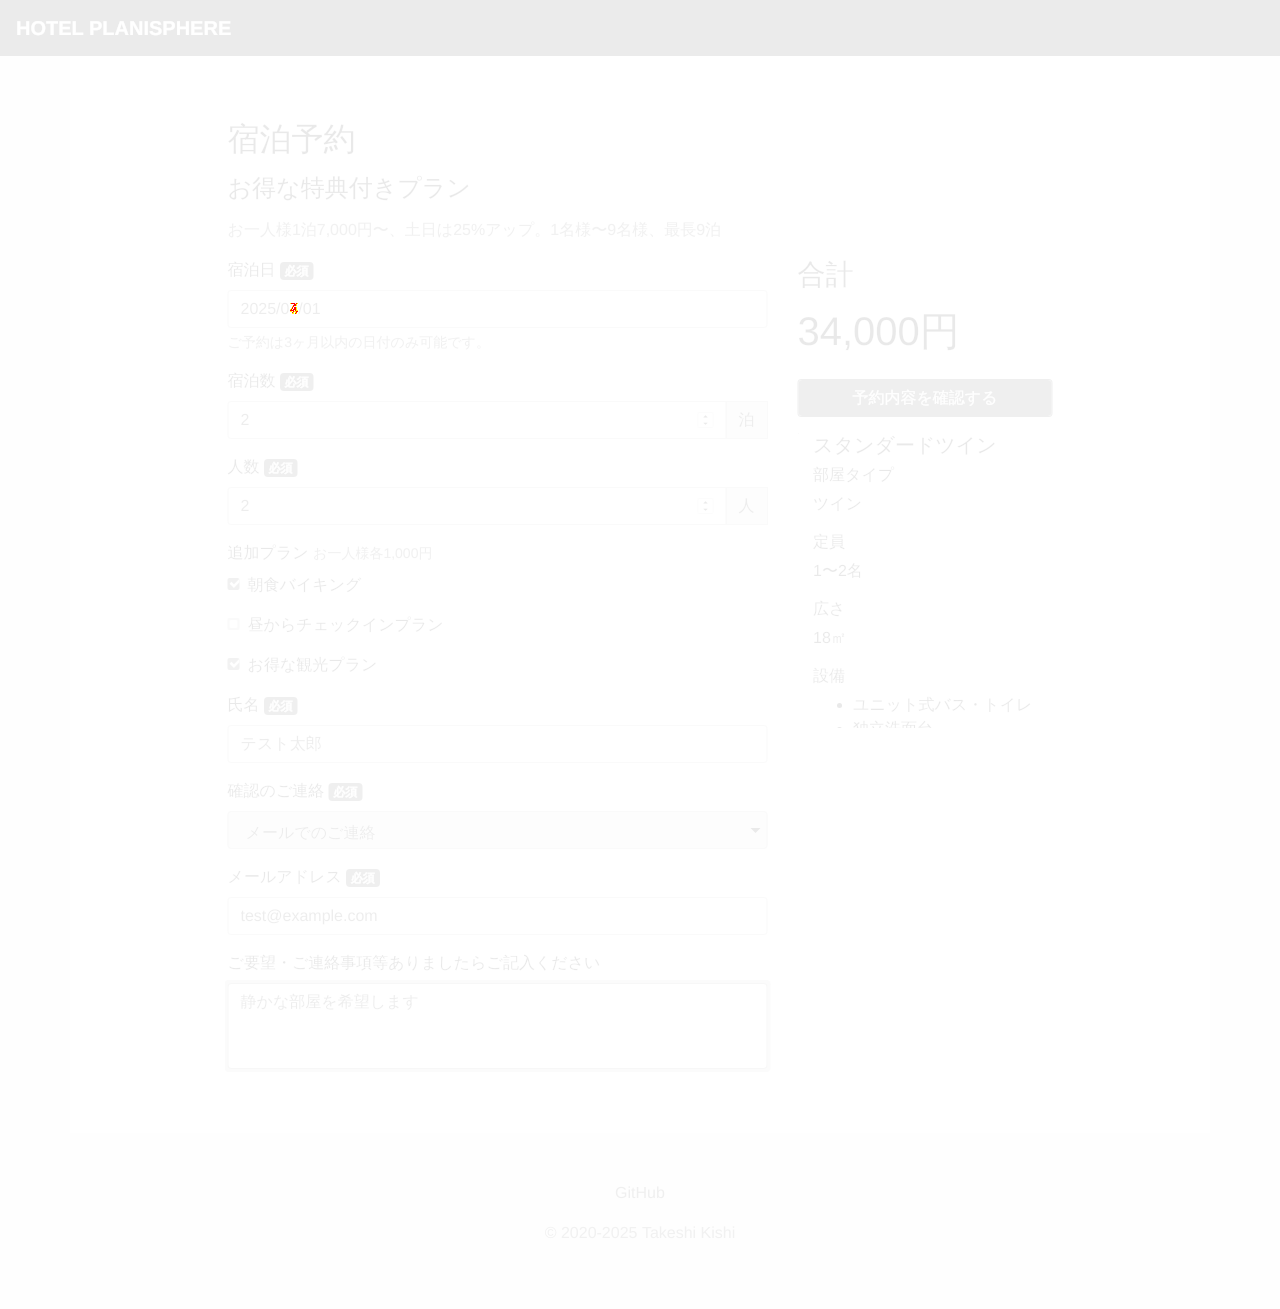 HOTEL PLANISPHERE
宿泊予約
お得な特典付きプラン
お一人様1泊7,000円〜、土日は25%アップ。1名様〜9名様、最長9泊
宿泊日 必須
ご予約は3ヶ月以内の日付のみ可能です。
宿泊数 必須
2 泊
人数 必須
2 人
追加プラン お一人様各1,000円
朝食バイキング
昼からチェックインプラン
お得な観光プラン
氏名 必須
テスト太郎
確認のご連絡 必須
メールでのご連絡
メールアドレス 必須
test@example.com
ご要望・ご連絡事項等ありましたらご記入ください
静かな部屋を希望します
合計
34,000円
予約内容を確認する
スタンダードツイン
部屋タイプ
ツイン
定員
1〜2名
広さ
18㎡
設備
ユニット式バス・トイレ
独立洗面台
GitHub
© 2020-2025 Takeshi Kishi